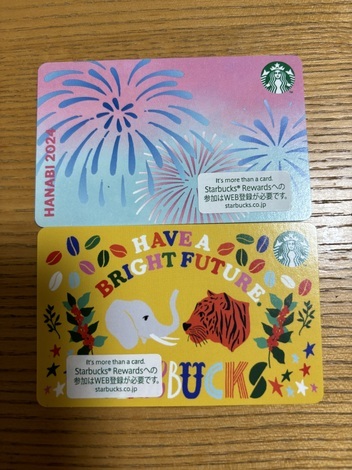 HANABI 2024
It's more than a card.
Starbucks® Rewardsへの
参加はWEB登録が必要です。
starbucks.co.jp
HAVE A
BRIGHT FUTURE.
It's more than a card.
Starbucks® Rewardsへの
参加はWEB登録が必要です。
starbucks.co.jp
BUCKS